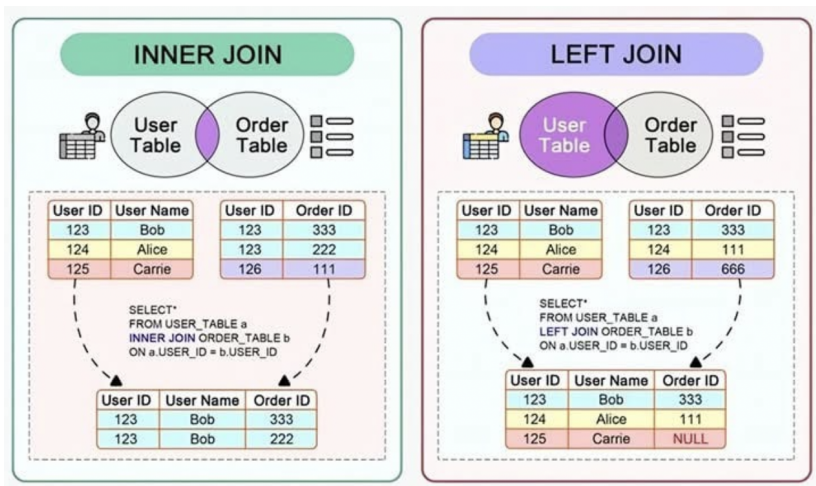 INNER JOIN
User Table
Order Table
User ID User Name
123 Bob
124 Alice
125 Carrie
User ID Order ID
123 333
123 222
126 111
SELECT*
FROM USER_TABLE a
INNER JOIN ORDER_TABLE b
ON a.USER_ID = b.USER_ID
User ID User Name Order ID
123 Bob 333
123 Bob 222
LEFT JOIN
User Table
Order Table
User ID User Name
123 Bob
124 Alice
125 Carrie
User ID Order ID
123 333
124 111
126 666
SELECT*
FROM USER_TABLE a
LEFT JOIN ORDER_TABLE b
ON a.USER_ID = b.USER_ID
User ID User Name Order ID
123 Bob 333
124 Alice 111
125 Carrie NULL